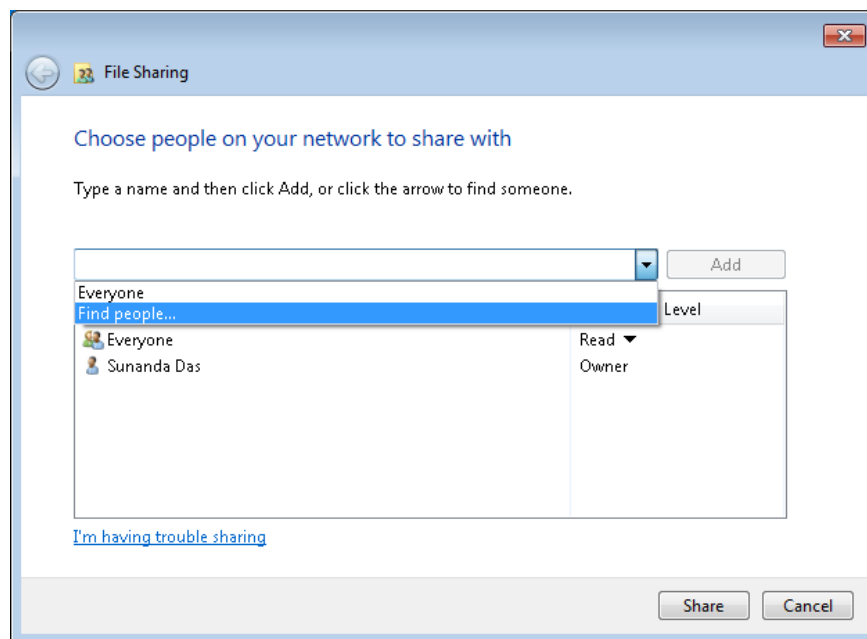 File Sharing
Choose people on your network to share with
Type a name and then click Add, or click the arrow to find someone.
Add
Everyone
Find people...
Level
Everyone Read
Sunanda Das Owner
I'm having trouble sharing
Share Cancel